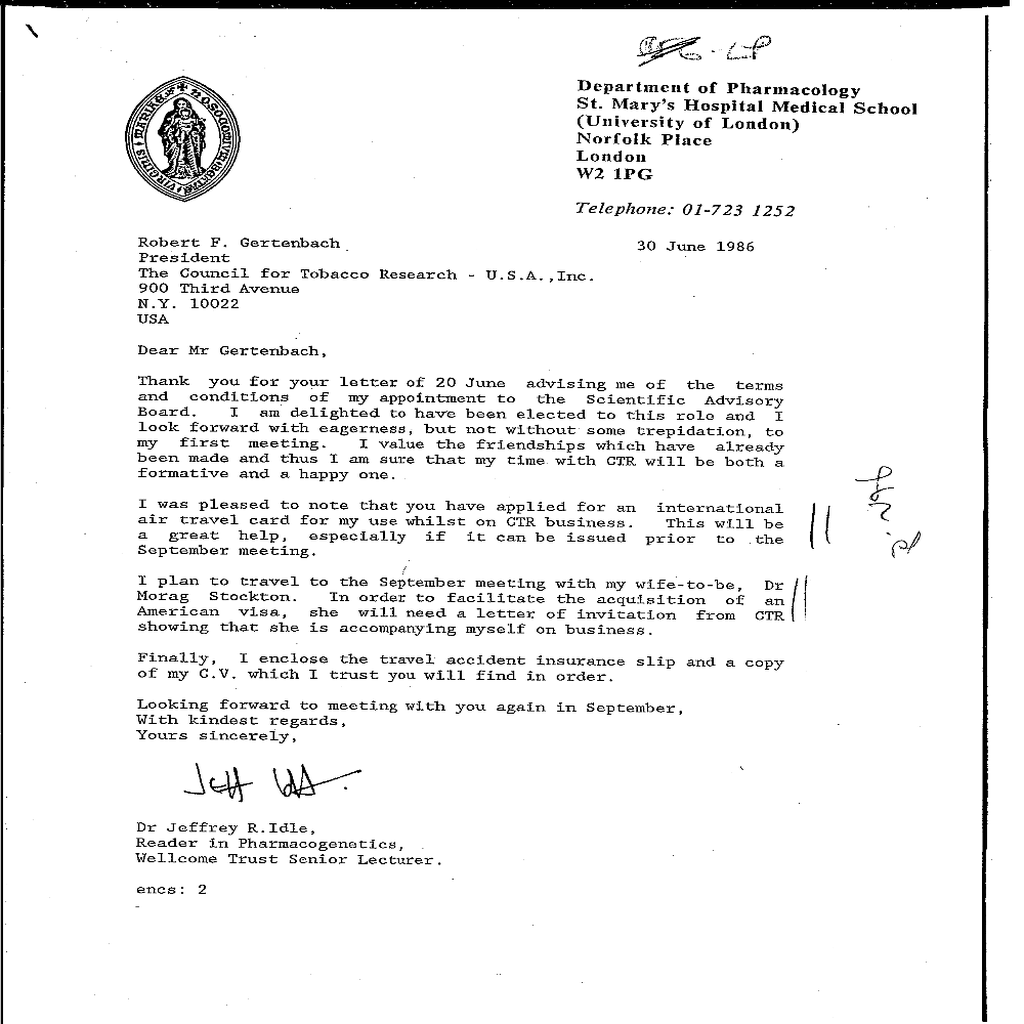 Department of Pharmacology
St. Mary's Hospital Medical School
(University of London)
Norfolk Place
London
W2 1PG
Telephone: 01-723 1252
Robert F. Gertenbach
30 June 1986
President
The Council for Tobacco Research - U.S.A.,Inc.
900 Third Avenue
N.Y. 10022
USA
Dear Mr Gertenbach,
Thank you for your letter of 20 June advising me of the terms
and conditions of my appointment to the Scientific Advisory
Board. I am delighted to have been elected to this rolo and I
look forward with eagerness, but not without some trepidation, to
my first meeting. I value the friendships which have already
been made and thus I am sure that my time with CTR will be both a
formative and a happy one.
I was pleased to note that you have applied for an international
air travel card for my use whilst on CTR business. This will be
a great help, especially if it can be issued prior to the
September meeting.
I plan to travel to the September meeting with my wife-to-be, Dr
Morag Stockton. In order to facilitate the acquisition of an
American visa, she will need a letter of invitation from CTR
showing that she is accompanying myself on business.
Finally, I enclose the travel accident insurance slip and a copy
of my C.V. which I trust you will find in order.
Looking forward to meeting with you again in September,
With kindest regards,
Yours sincerely,
Dr Jeffrey R.Idle,
Reader in Pharmacogenetics,
Wellcome Trust Senior Lecturer.
encs: 2